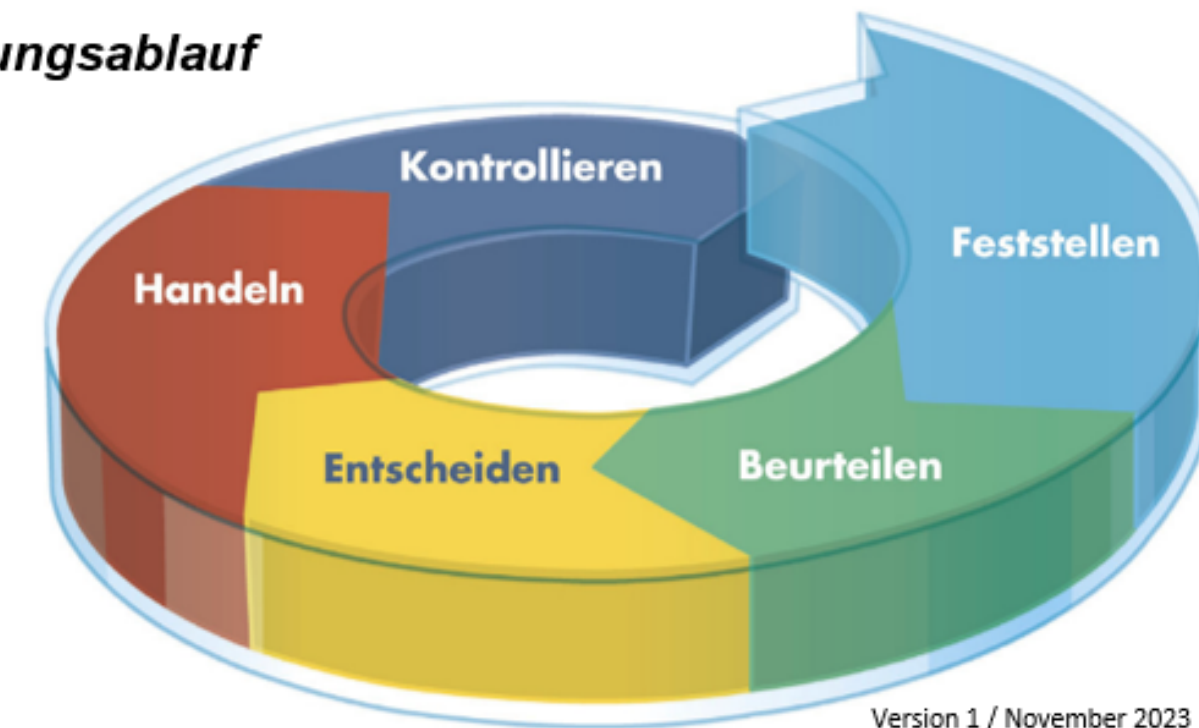 ungsablauf
Kontrollieren
Feststellen
Handeln
Entscheiden
Beurteilen
Version 1 / November 2023